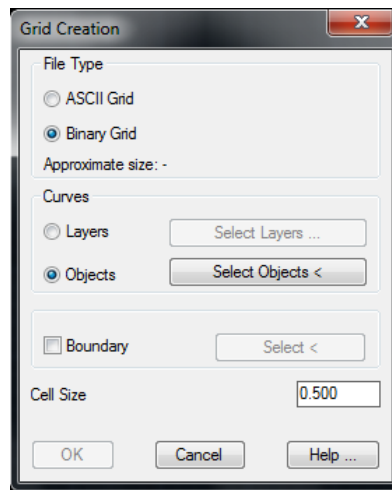 Grid Creation
File Type
ASCII Grid
Binary Grid
Approximate size: -
Curves
Layers Select Layers ...
Objects Select Objects <
Boundary Select <
Cell Size 0.500
OK Cancel Help ...